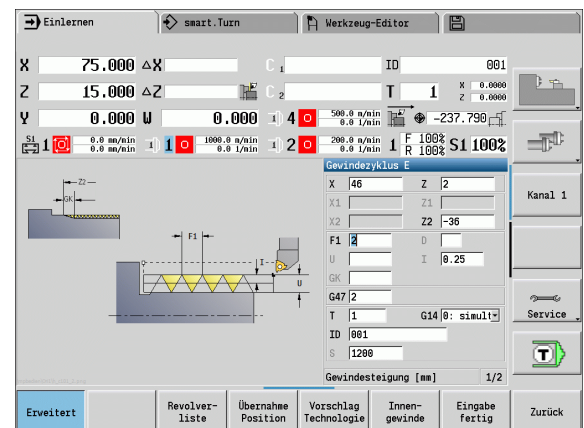 Einlernen smart.Turn Werkzeug-Editor
X 75.000 △X C 1 ID 001
Z 15.000 △Z C 2 T 1 X 0.0000 Z 0.0000
Y 0.000 U 0.000 4 500.0 m/min 0.0 1/min -237.790
S1 1 0.0 mm/min 0.0 m/min 1 1 1000.0 m/min 0.0 1/min 2 200.0 m/min 0.0 1/min 1 F 100% R 100% S1 100%
Gewindezyklus E
X 46 Z 2
X1 Z1
X2 Z2 -36
F1 2 D
U I 0.25
GK
G47 2
T 1 G14 0: simult
ID 001
S 1200
Gewindesteigung [mm] 1/2
Z2
GK
F1
I
U
Kanal 1
Service
T
Erweitert
Revolver-
liste
Übernahme
Position
Vorschlag
Technologie
Innen-
gewinde
Eingabe
fertig
Zurück